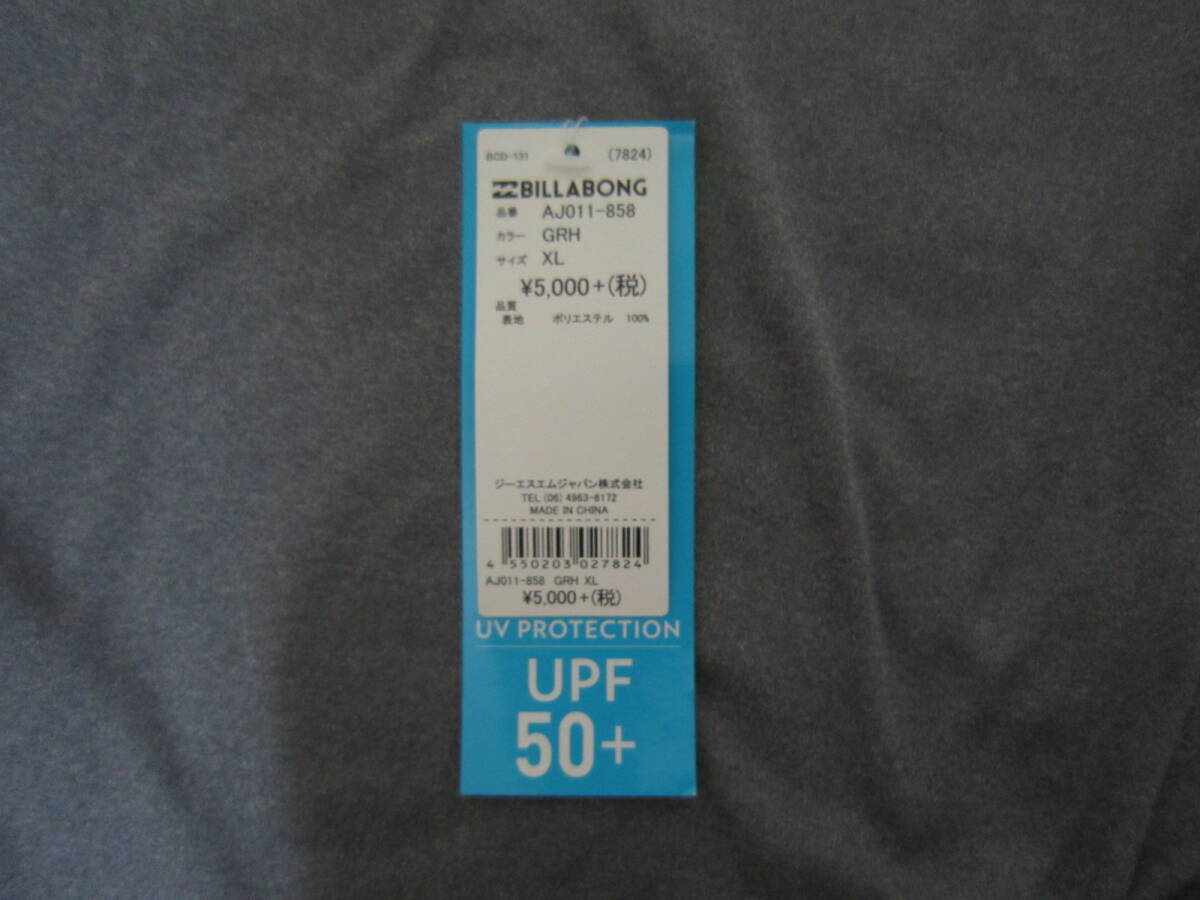 BCD-131 (7824)
BILLABONG
品番 AJ011-858
カラー GRH
サイズ XL
¥5,000+(税)
品質
表地 ポリエステル 100%
ジーエスエムジャパン株式会社
TEL (06) 4963-6172
MADE IN CHINA
4 550203 027824
AJ011-858 GRH XL
¥5,000+(税)
UV PROTECTION
UPF
50+